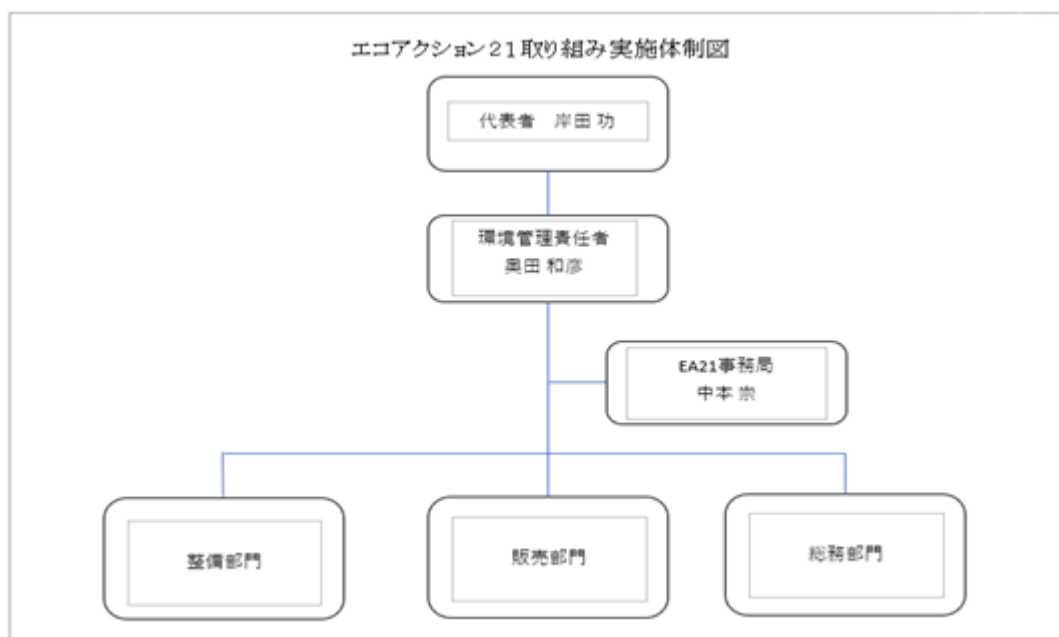 エコアクション21取り組み実施体制図
代表者　岸田 功
環境管理責任者
奥田 和彦
EA21事務局
中本 崇
整備部門
販売部門
総務部門